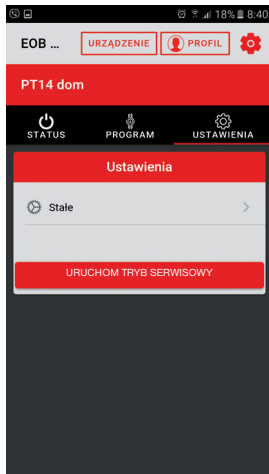 18% 8:40
EOB ... URZĄDZENIE PROFIL
PT14 dom
STATUS PROGRAM USTAWIENIA
Ustawienia
Stałe
URUCHOM TRYB SERWISOWY